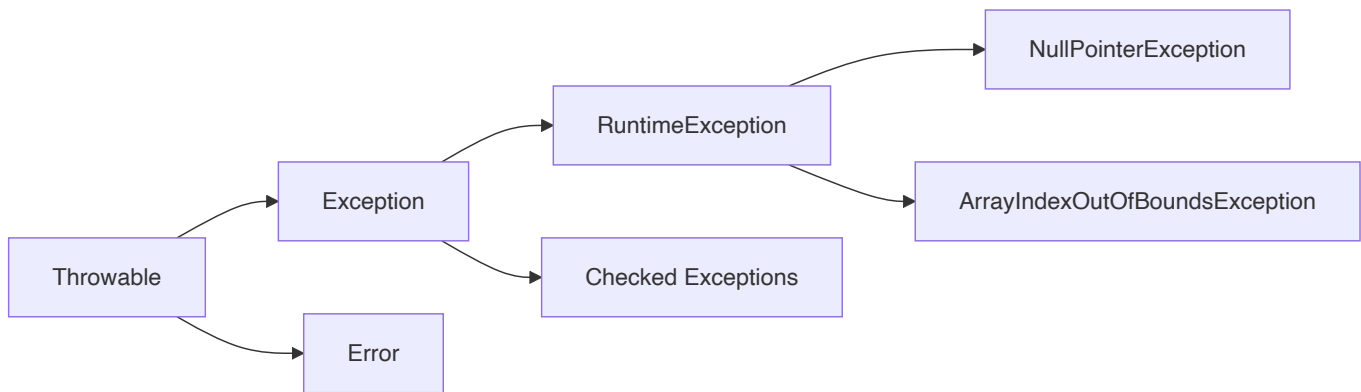 NullPointerException
RuntimeException
ArrayIndexOutOfBoundsException
Exception
Checked Exceptions
Throwable
Error